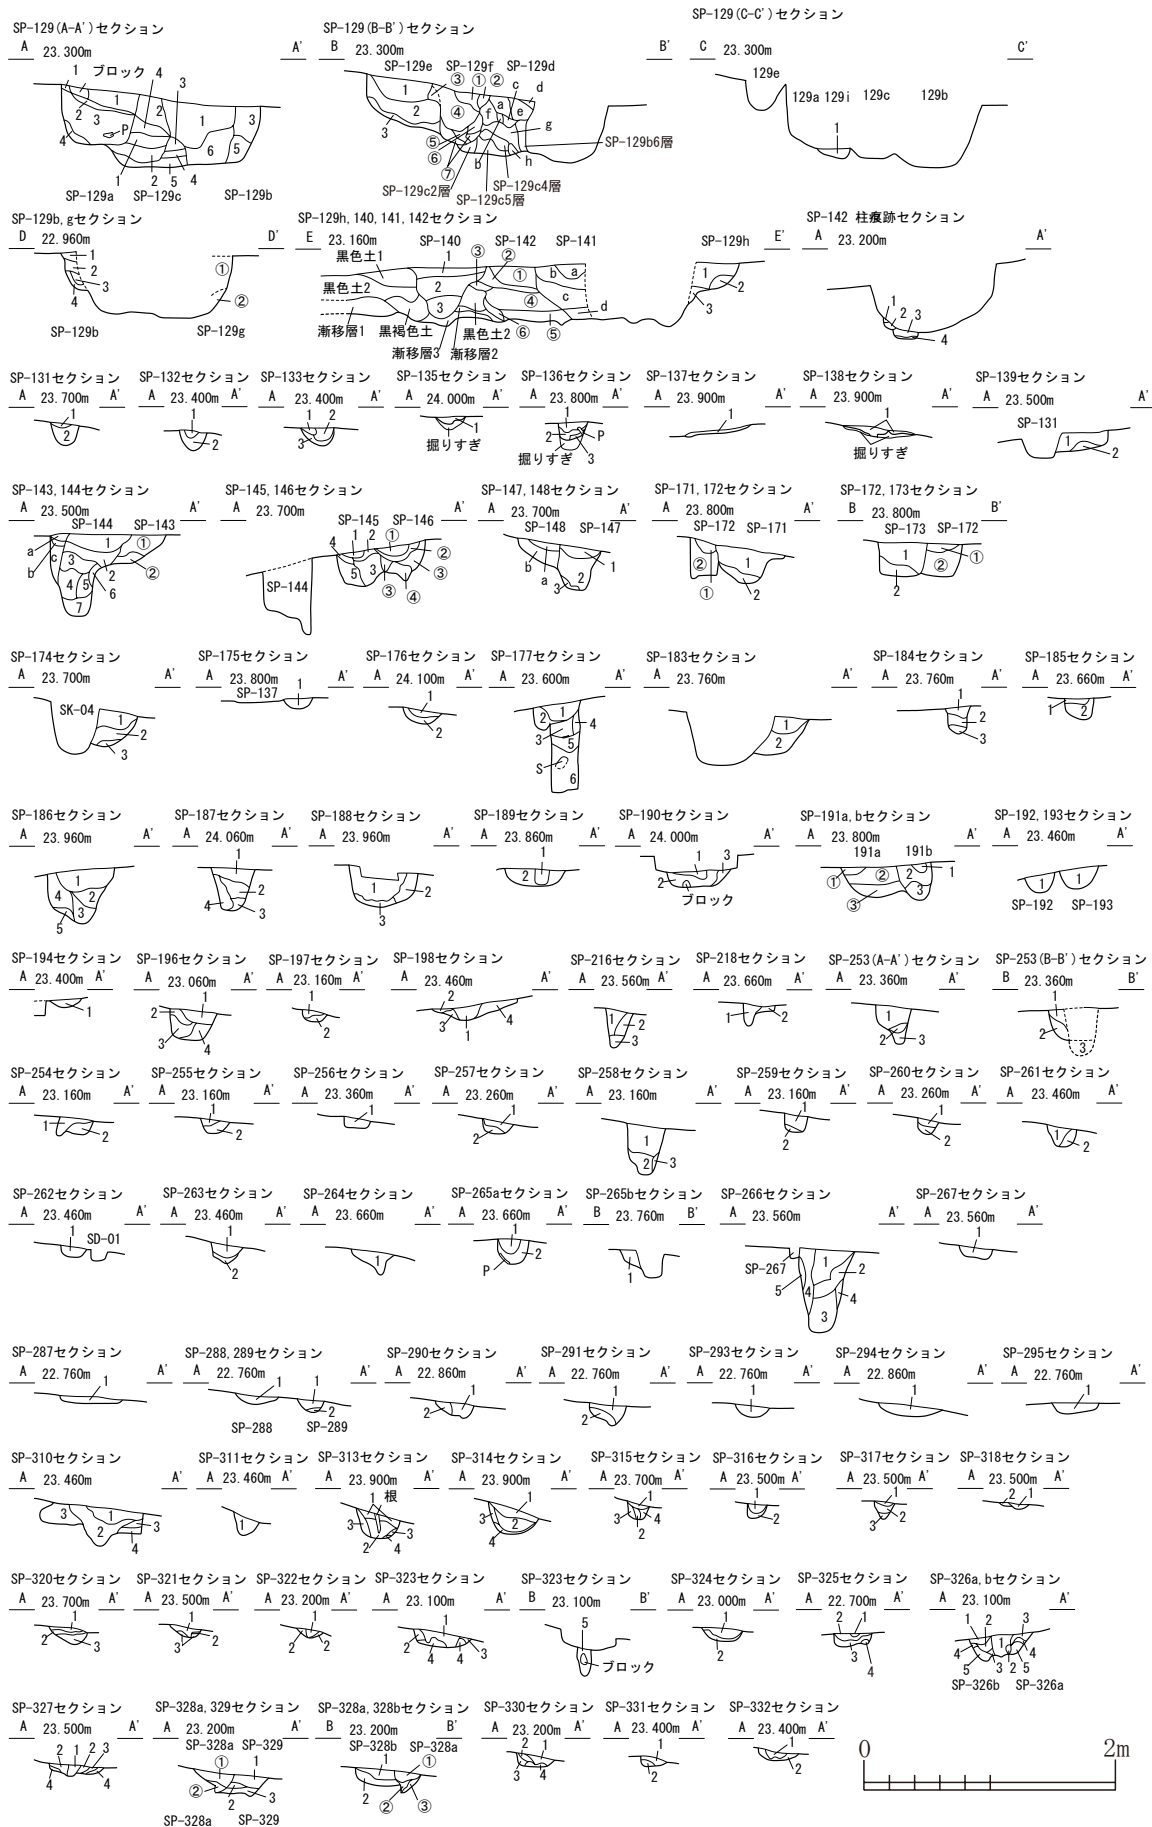 SP-129(A-A')セクション
A 23.300m A'
1 ブロック 4 3
1 2 3 2 3 P 4 1 6 5
1 2 5 4
SP-129a SP-129c SP-129b
SP-129(B-B')セクション
B 23.300m B'
SP-129e SP-129f SP-129d
③ ① ② c d
1 2 3 ④ f a e g
⑤ ⑥ ⑦ b h
SP-129b6層
SP-129c2層 SP-129c4層
SP-129c5層
SP-129(C-C')セクション
C 23.300m C'
129e
129a 129i 129c 129b
1
SP-129b,gセクション
D 22.960m D'
1 2 3 4 ① ②
SP-129b SP-129g
SP-129h,140,141,142セクション
E 23.160m E'
SP-140 SP-142 SP-141 SP-129h
黒色土1 1 ③ ② ① b a 1 2 3
黒色土2 2 3 ④ c d
漸移層1 黒褐色土 黒色土2 ⑥ ⑤
漸移層3 漸移層2
SP-142 柱痕跡セクション
A 23.200m A'
1 2 3 4
SP-131セクション
A 23.700m A'
1 2
SP-132セクション
A 23.400m A'
1 2
SP-133セクション
A 23.400m A'
1 2 3
SP-135セクション
A 24.000m A'
1
掘りすぎ
SP-136セクション
A 23.800m A'
1 2 P 3
掘りすぎ
SP-137セクション
A 23.900m A'
1
SP-138セクション
A 23.900m A'
1
掘りすぎ
SP-139セクション
A 23.500m A'
SP-131
1 2
SP-143,144セクション
A 23.500m A'
SP-144 SP-143
a b c 1 ① ② 2 3 4 5 6 7
SP-145,146セクション
A 23.700m A'
SP-145 SP-146
4 1 2 ① ② ③ 5 3 ③ ④
SP-144
SP-147,148セクション
A 23.700m A'
SP-148 SP-147
b a 3 2 1
SP-171,172セクション
A 23.800m A'
SP-172 SP-171
② ① 1 2
SP-172,173セクション
B 23.800m B'
SP-173 SP-172
1 2 ① ②
SP-174セクション
A 23.700m A'
SK-04
1 2 3
SP-175セクション
A 23.800m A'
SP-137 1
SP-176セクション
A 24.100m A'
1 2
SP-177セクション
A 23.600m A'
2 1 4 3 5 S 6
SP-183セクション
A 23.760m A'
1 2
SP-184セクション
A 23.760m A'
1 2 3
SP-185セクション
A 23.660m A'
1 2
SP-186セクション
A 23.960m A'
1 4 2 3 5
SP-187セクション
A 24.060m A'
1 2 4 3
SP-188セクション
A 23.960m A'
1 2 3
SP-189セクション
A 23.860m A'
1 2
SP-190セクション
A 24.000m A'
1 3 2
ブロック
SP-191a,bセクション
A 23.800m A'
191a 191b
① ② 2 1 3 ③
SP-192,193セクション
A 23.460m A'
1 1
SP-192 SP-193
SP-194セクション
A 23.400m A'
1
SP-196セクション
A 23.060m A'
1 2 3 4
SP-197セクション
A 23.160m A'
1 2
SP-198セクション
A 23.460m A'
2 3 1 4
SP-216セクション
A 23.560m A'
1 2 3
SP-218セクション
A 23.660m A'
1 2
SP-253(A-A')セクション
A 23.360m A'
1 2 3
SP-253(B-B')セクション
B 23.360m B'
2 3
SP-254セクション
A 23.160m A'
1 2
SP-255セクション
A 23.160m A'
1 2
SP-256セクション
A 23.360m A'
1
SP-257セクション
A 23.260m A'
1 2
SP-258セクション
A 23.160m A'
1 2 3
SP-259セクション
A 23.160m A'
1 2
SP-260セクション
A 23.260m A'
1 2
SP-261セクション
A 23.460m A'
1 2
SP-262セクション
A 23.460m A'
1 SD-01
SP-263セクション
A 23.460m A'
1 2
SP-264セクション
A 23.660m A'
1
SP-265aセクション
A 23.660m A'
1 2 P
SP-265bセクション
B 23.760m B'
1
SP-266セクション
A 23.560m A'
SP-267
1 2 5 4 4 3
SP-267セクション
A 23.560m A'
1
SP-287セクション
A 22.760m A'
1
SP-288,289セクション
A 22.760m A'
1 1 2
SP-288 SP-289
SP-290セクション
A 22.860m A'
1 2
SP-291セクション
A 22.760m A'
1 2
SP-293セクション
A 22.760m A'
1
SP-294セクション
A 22.860m A'
1
SP-295セクション
A 22.760m A'
1
SP-310セクション
A 23.460m A'
3 1 2 3 4
SP-311セクション
A 23.460m A'
1
SP-313セクション
A 23.900m A'
1 根 3 3 2 4
SP-314セクション
A 23.900m A'
1 3 2 4
SP-315セクション
A 23.700m A'
1 3 2 4
SP-316セクション
A 23.500m A'
1 2
SP-317セクション
A 23.500m A'
1 2 3
SP-318セクション
A 23.500m A'
2 1
SP-320セクション
A 23.700m A'
1 2 3
SP-321セクション
A 23.500m A'
1 2 3
SP-322セクション
A 23.200m A'
1 2 2
SP-323セクション
A 23.100m A'
1 2 4 4 3
SP-323セクション
B 23.100m B'
5
ブロック
SP-324セクション
A 23.000m A'
1 2
SP-325セクション
A 22.700m A'
2 1 3 4
SP-326a,bセクション
A 23.100m A'
1 2 3 4 1 4 5 3 2 5
SP-326b SP-326a
SP-327セクション
A 23.500m A'
2 1 2 3 4 4
SP-328a,329セクション
A 23.200m A'
SP-328a SP-329
① 1 ② 2 3
SP-328a SP-329
SP-328a,328bセクション
B 23.200m B'
SP-328b SP-328a
1 ① 2 ② ③
SP-330セクション
A 23.200m A'
2 1 3 4
SP-331セクション
A 23.400m A'
1 2
SP-332セクション
A 23.400m A'
1 2
0 2m